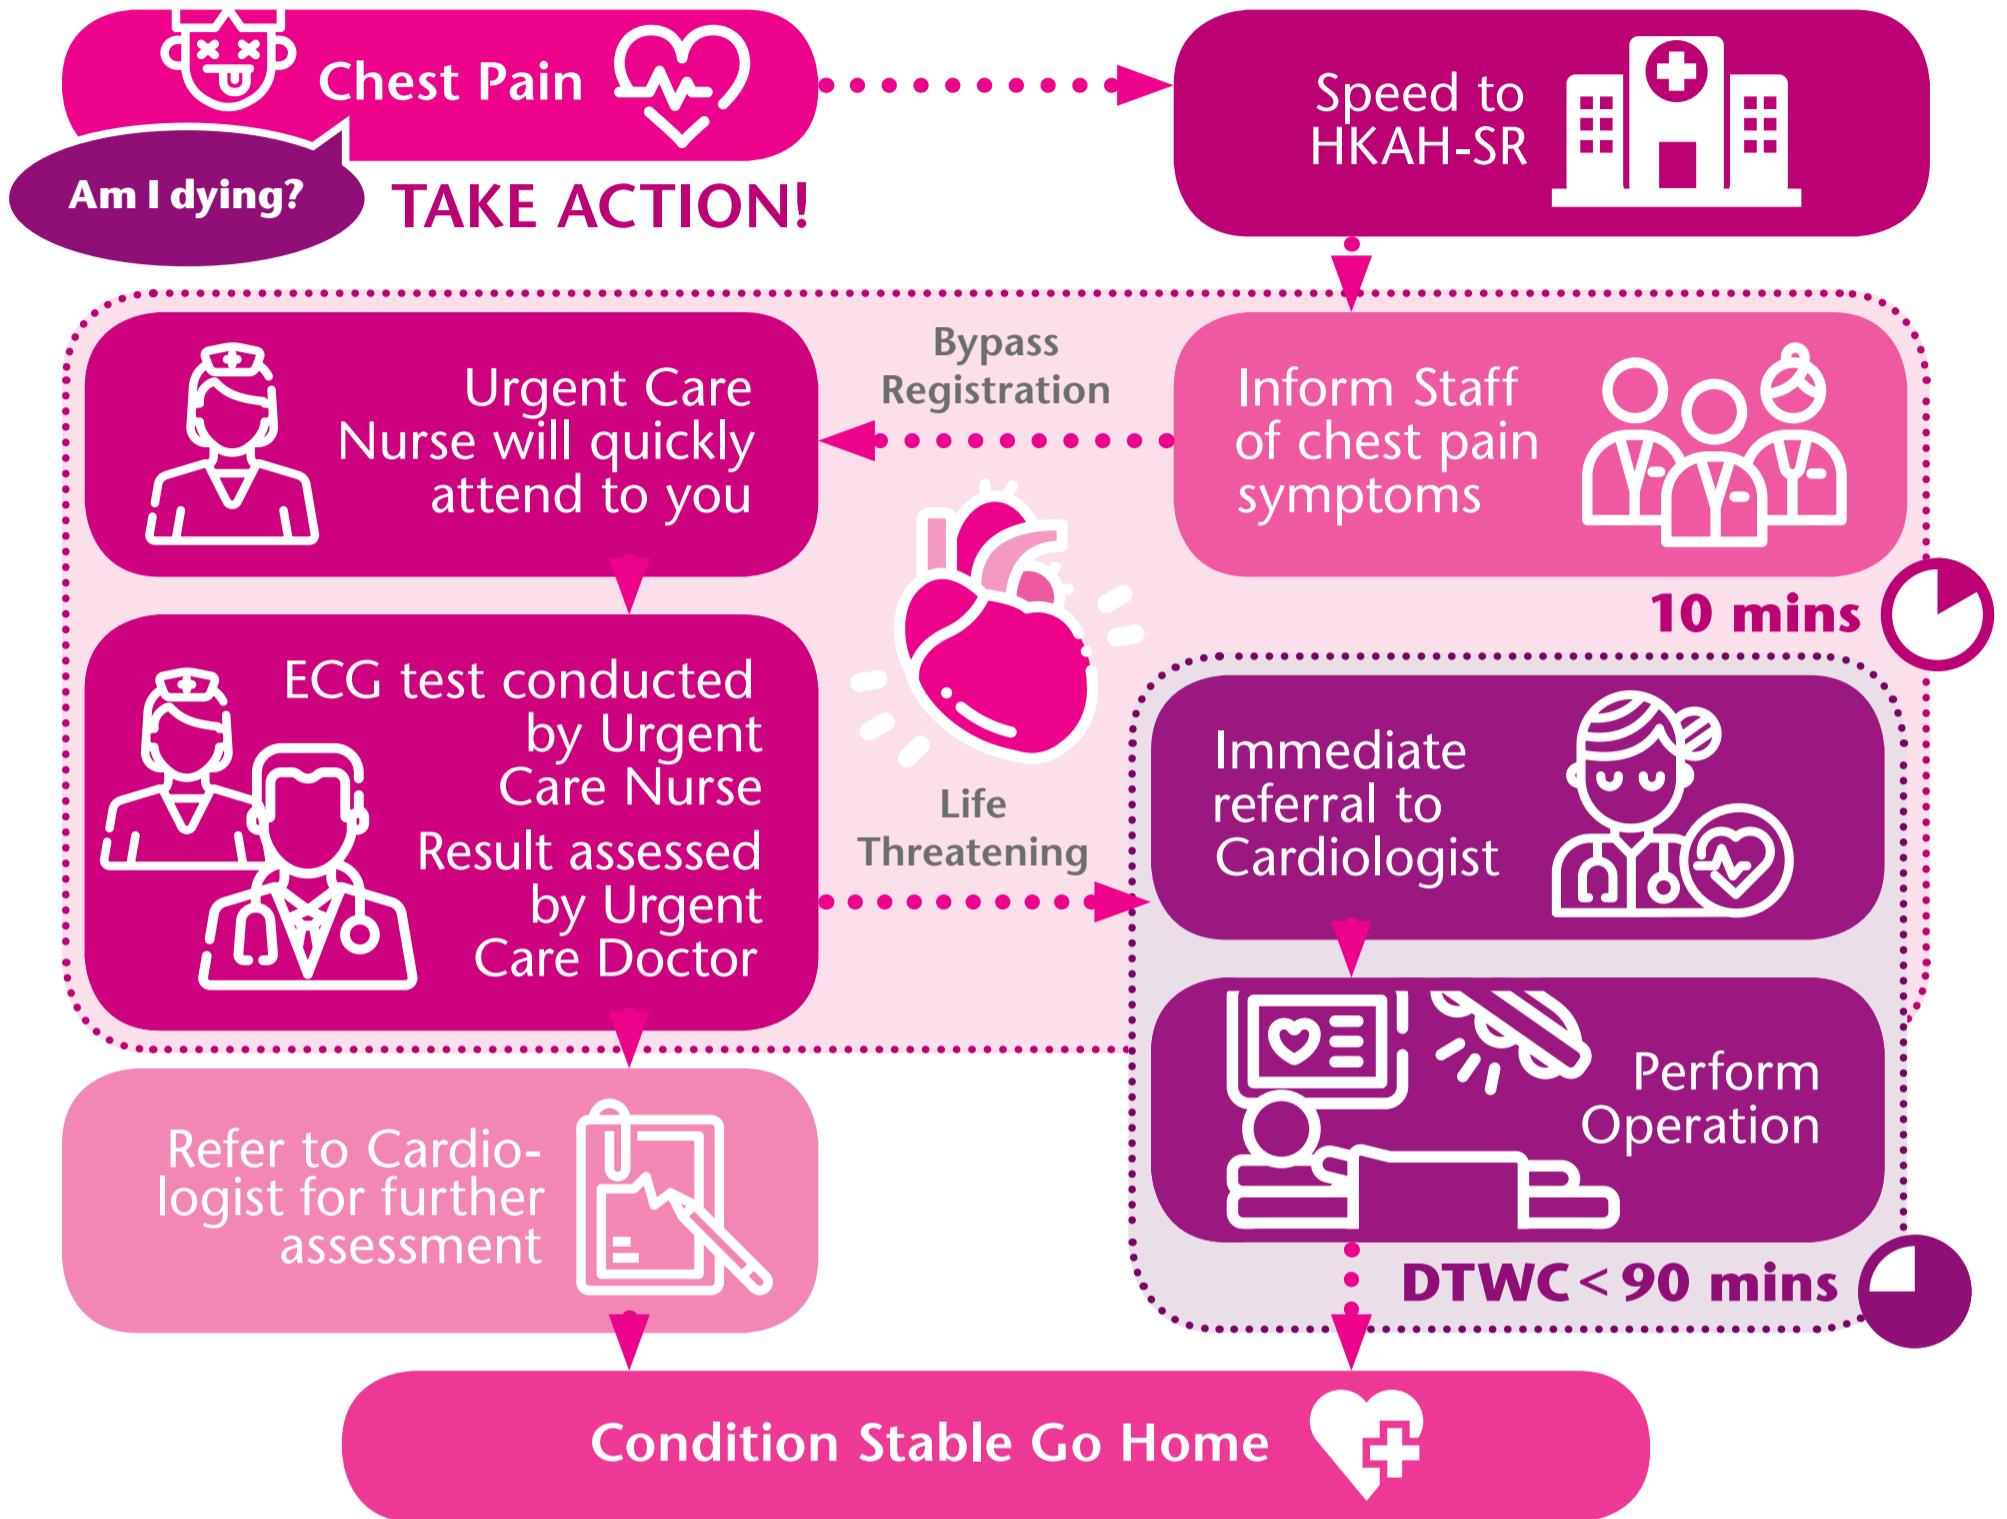 Chest Pain
Am I dying?
TAKE ACTION!
Speed to
HKAH-SR
Inform Staff
of chest pain
symptoms
Bypass
Registration
Urgent Care
Nurse will quickly
attend to you
10 mins
ECG test conducted
by Urgent
Care Nurse
Result assessed
by Urgent
Care Doctor
Life
Threatening
Immediate
referral to
Cardiologist
Perform
Operation
DTWC < 90 mins
Refer to Cardio-
logist for further
assessment
Condition Stable Go Home